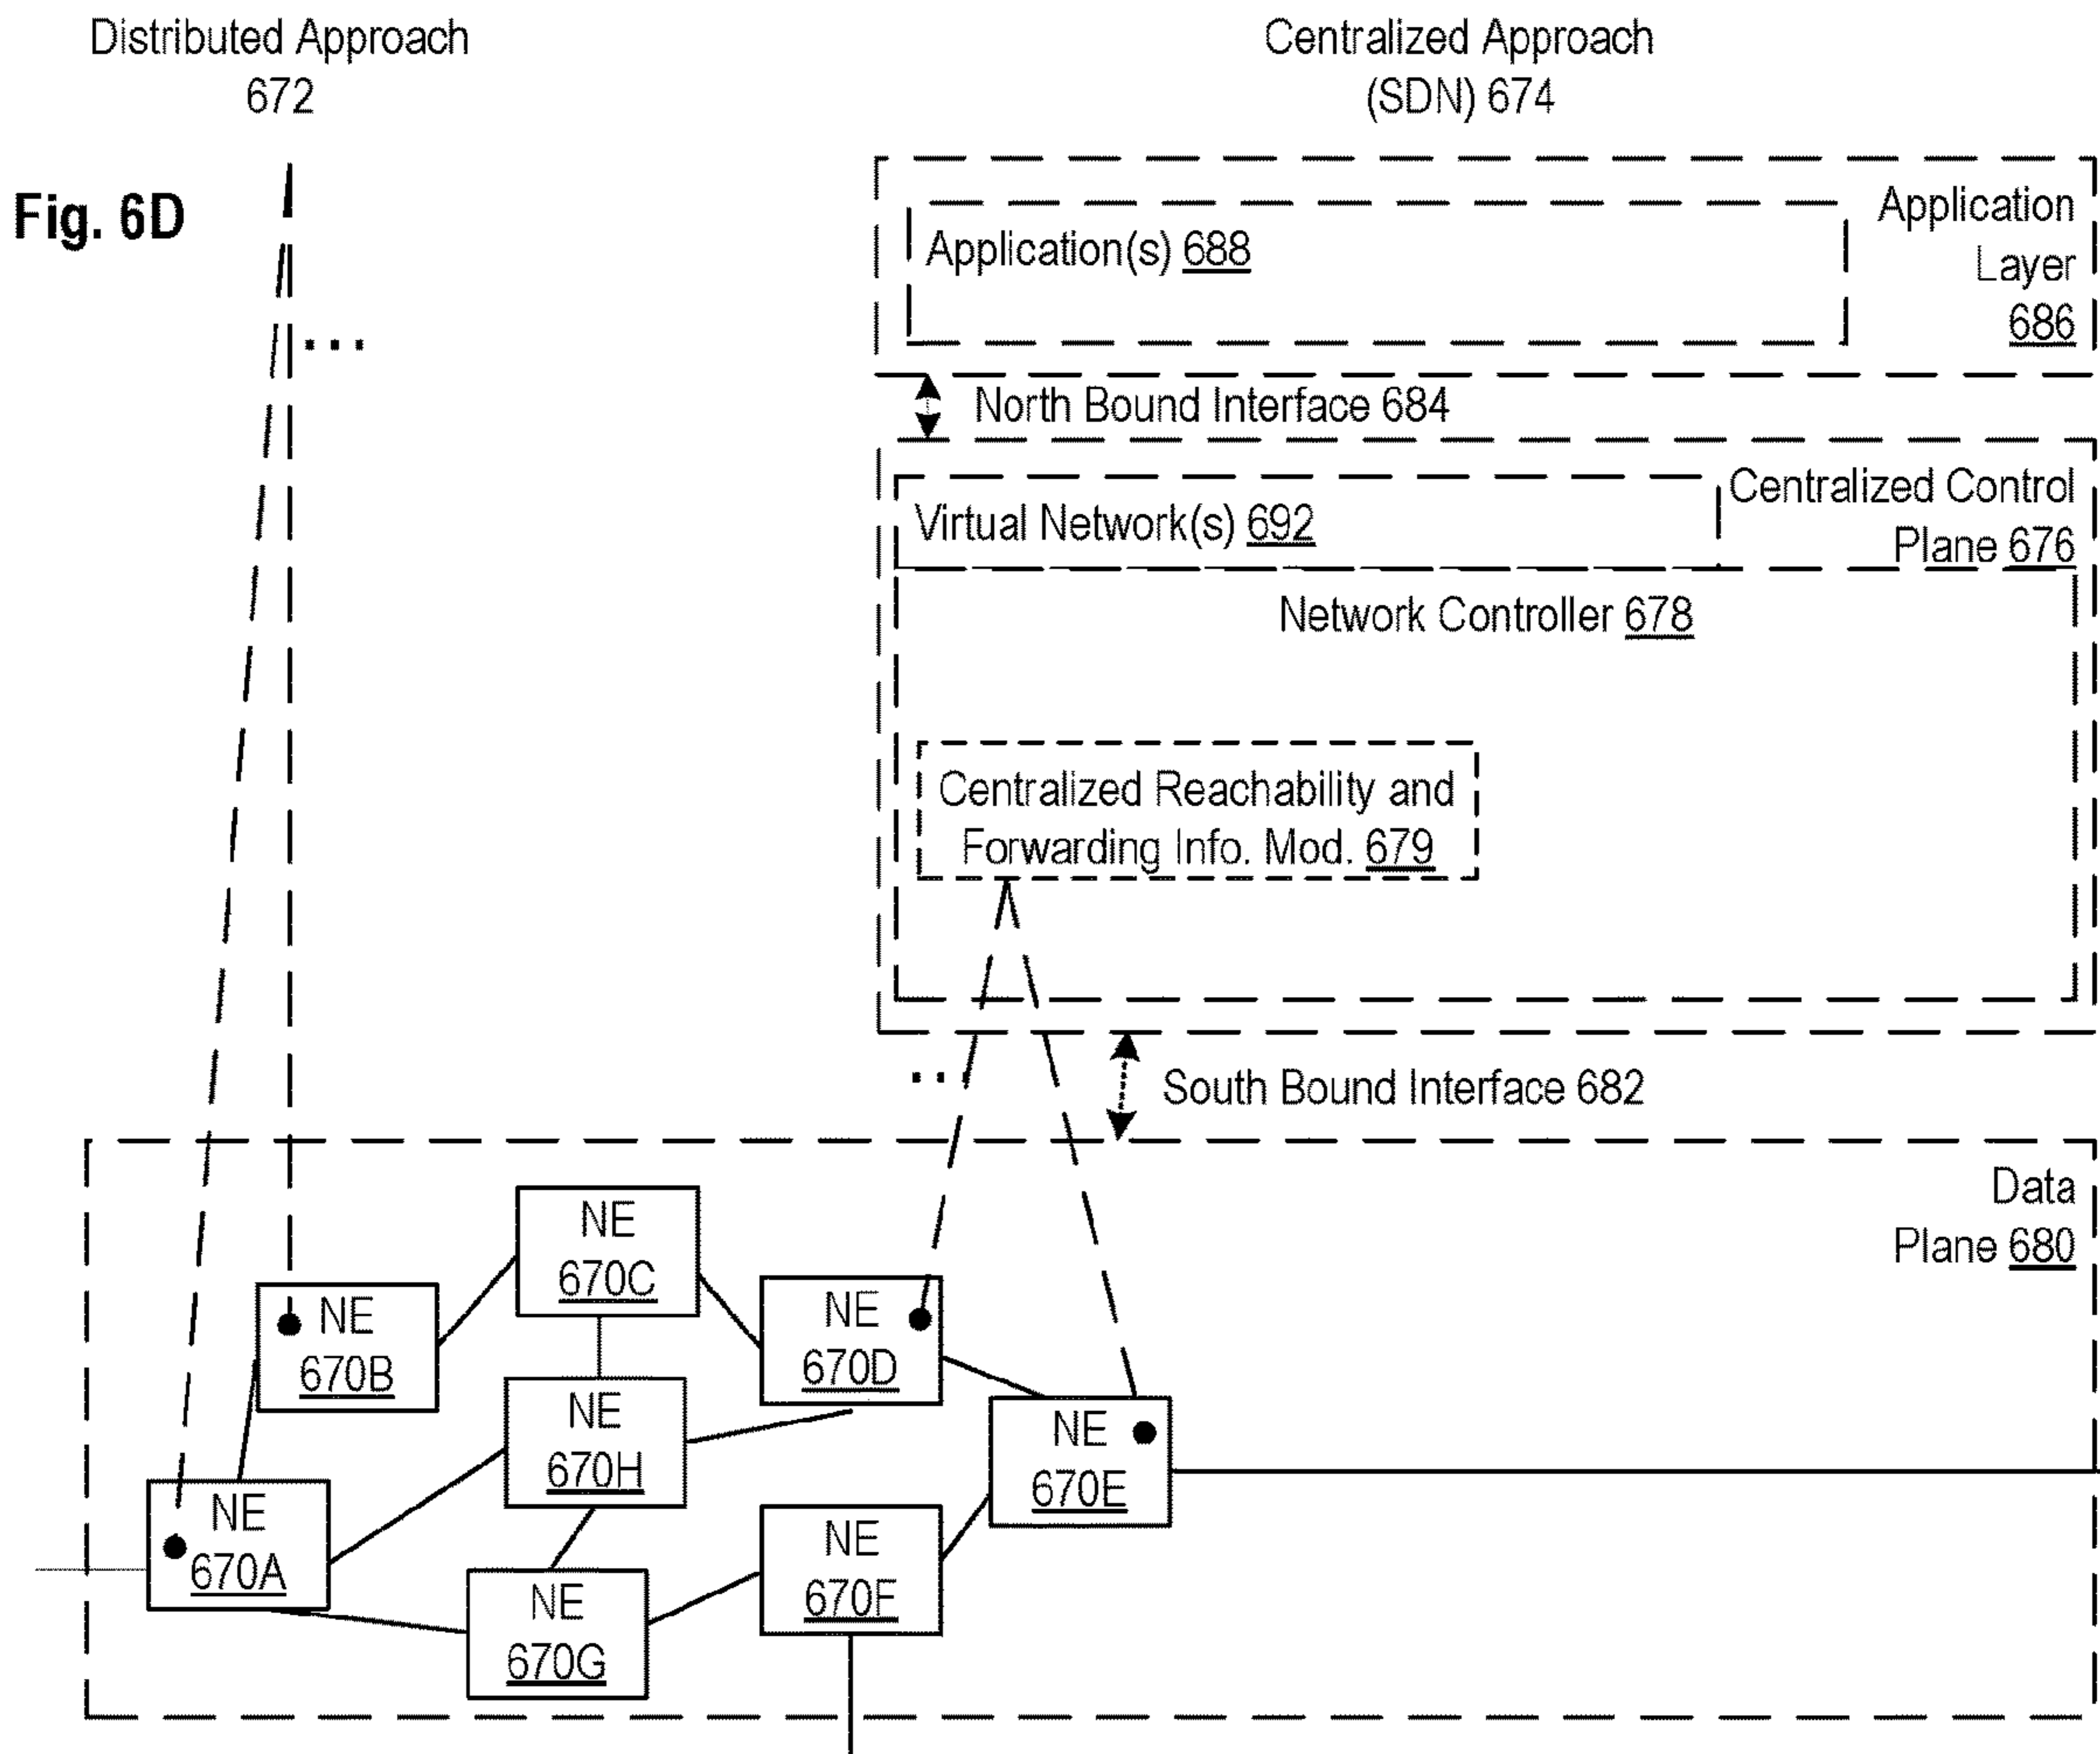 Distributed Approach
672
Centralized Approach
(SDN) 674
Fig. 6D
...
Application(s) 688
Application
Layer
686
North Bound Interface 684
Virtual Network(s) 692
Centralized Control
Plane 676
Network Controller 678
Centralized Reachability and
Forwarding Info. Mod. 679
...
South Bound Interface 682
Data
Plane 680
NE
670C
NE
670B
NE
670D
NE
670H
NE
670E
NE
670A
NE
670F
NE
670G